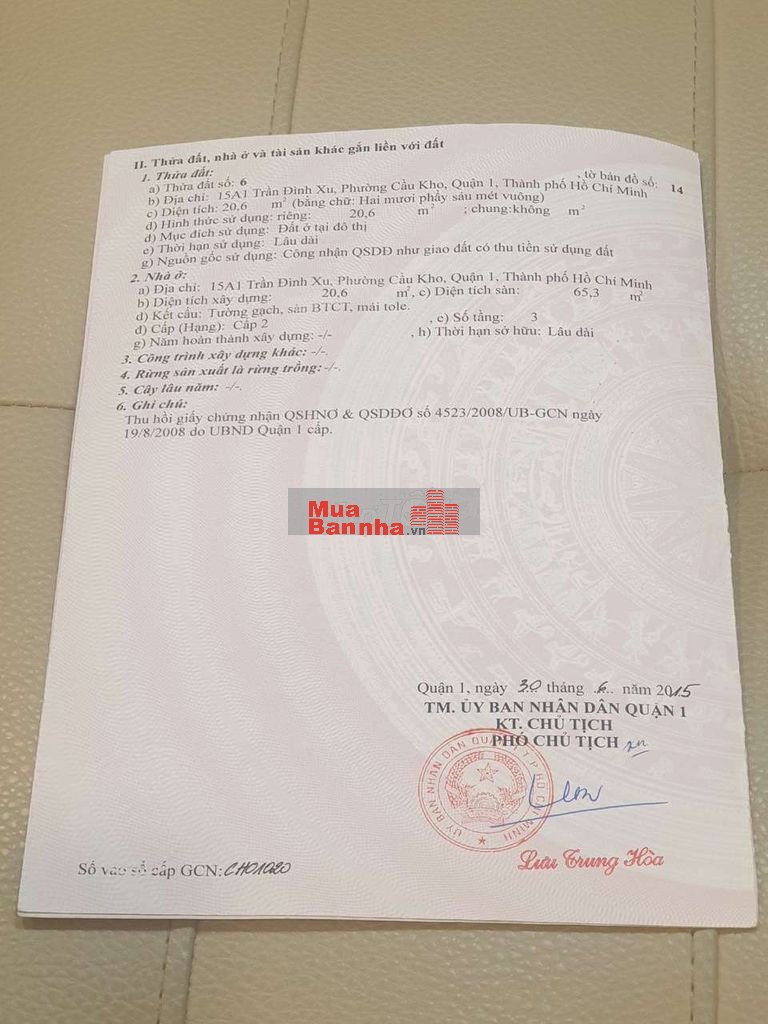 II. Thửa đất, nhà ở và tài sản khác gắn liền với đất
1. Thửa đất:
a) Thửa đất số: 6 , tờ bản đồ số: 14
b) Địa chỉ: 15A1 Trần Đình Xu, Phường Cầu Kho, Quận 1, Thành phố Hồ Chí Minh
c) Diện tích: 20,6 m² (bằng chữ: Hai mươi phẩy sáu mét vuông)
d) Hình thức sử dụng: riêng: 20,6 m² ; chung:không m²
đ) Mục đích sử dụng: Đất ở tại đô thị
e) Thời hạn sử dụng: Lâu dài
g) Nguồn gốc sử dụng: Công nhận QSDĐ như giao đất có thu tiền sử dụng đất
2. Nhà ở:
a) Địa chỉ: 15A1 Trần Đình Xu, Phường Cầu Kho, Quận 1, Thành phố Hồ Chí Minh
b) Diện tích xây dựng: 20,6 m², c) Diện tích sàn: 65,3 m²
d) Kết cấu: Tường gạch, sàn BTCT, mái tole. , e) Số tầng: 3
đ) Cấp (Hạng): Cấp 2
g) Năm hoàn thành xây dựng: -/- , h) Thời hạn sở hữu: Lâu dài
3. Công trình xây dựng khác: -/-.
4. Rừng sản xuất là rừng trồng: -/-.
5. Cây lâu năm: -/-.
6. Ghi chú:
Thu hồi giấy chứng nhận QSHNƠ & QSDĐƠ số 4523/2008/UB-GCN ngày
19/8/2008 do UBND Quận 1 cấp.
Mua
Bannha.vn
Quận 1, ngày 30 tháng 6 năm 2015
TM. ỦY BAN NHÂN DÂN QUẬN 1
KT. CHỦ TỊCH
PHÓ CHỦ TỊCH
ỦY BAN NHÂN DÂN QUẬN 1 T.P HỒ CHÍ MINH
Lưu Trung Hòa
Số vào sổ cấp GCN: CH01020